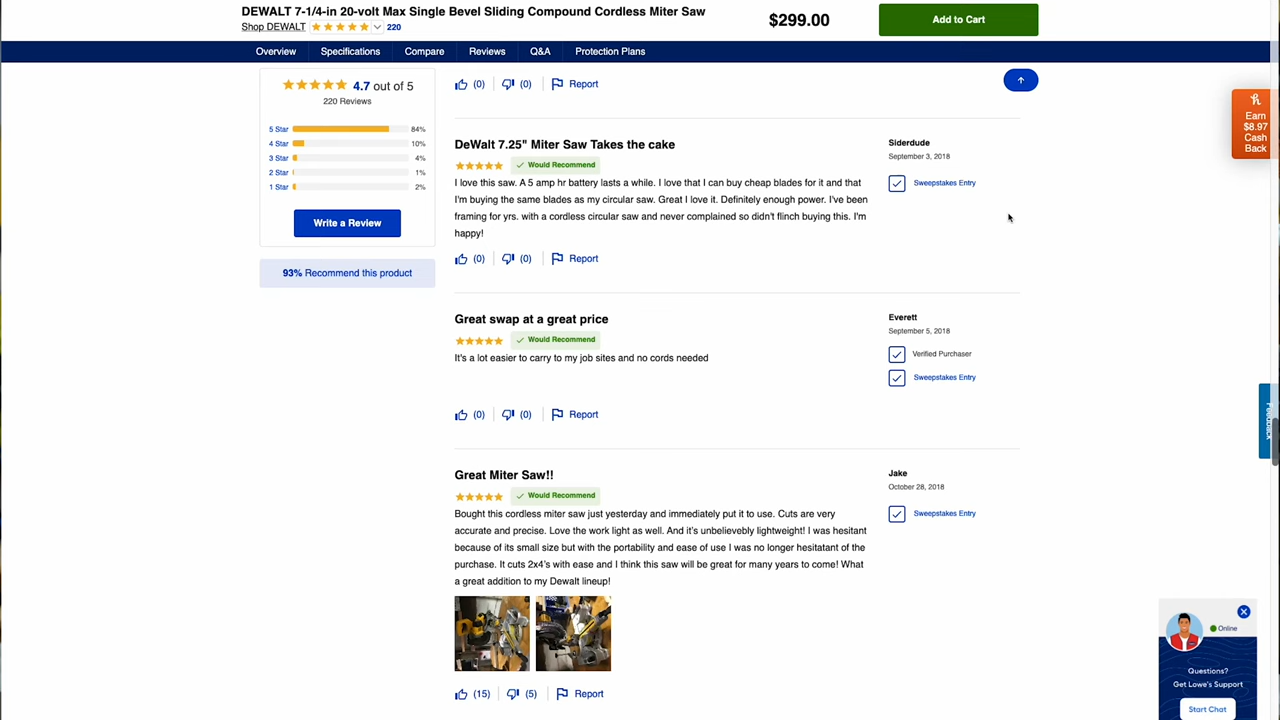 DEWALT 7-1/4-in 20-volt Max Single Bevel Sliding Compound Cordless Miter Saw
Shop DEWALT 220
$299.00
Add to Cart
Overview Specifications Compare Reviews Q&A Protection Plans
4.7 out of 5
220 Reviews
5 Star 84%
4 Star 10%
3 Star 4%
2 Star 1%
1 Star 2%
Write a Review
93% Recommend this product
(0) (0) Report
DeWalt 7.25" Miter Saw Takes the cake
Would Recommend
I love this saw. A 5 amp hr battery lasts a while. I love that I can buy cheap blades for it and that
I'm buying the same blades as my circular saw. Great I love it. Definitely enough power. I've been
framing for yrs. with a cordless circular saw and never complained so didn't flinch buying this. I'm
happy!
(0) (0) Report
Siderdude
September 3, 2018
Sweepstakes Entry
Great swap at a great price
Would Recommend
It's a lot easier to carry to my job sites and no cords needed
(0) (0) Report
Everett
September 5, 2018
Verified Purchaser
Sweepstakes Entry
Great Miter Saw!!
Would Recommend
Bought this cordless miter saw just yesterday and immediately put it to use. Cuts are very
accurate and precise. Love the work light as well. And it's unbelievebly lightweight! I was hesitant
because of its small size but with the portability and ease of use I was no longer hesitatant of the
purchase. It cuts 2x4's with ease and I think this saw will be great for many years to come! What
a great addition to my Dewalt lineup!
(15) (5) Report
Jake
October 28, 2018
Sweepstakes Entry
Earn
$8.97
Cash
Back
Feedback
Online
Questions?
Get Lowe's Support
Start Chat